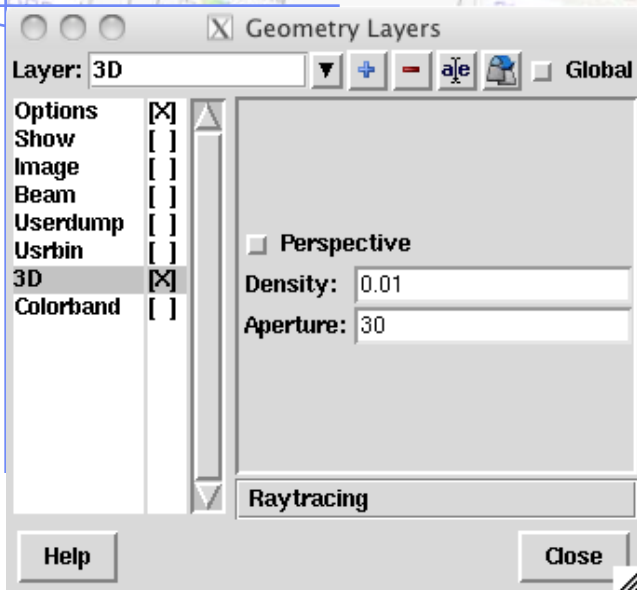 X Geometry Layers
Layer: 3D
Global
Options [X]
Show [ ]
Image [ ]
Beam [ ]
Userdump [ ]
Usrbin [ ]
3D [X]
Colorband [ ]
Perspective
Density: 0.01
Aperture: 30
Raytracing
Help
Close